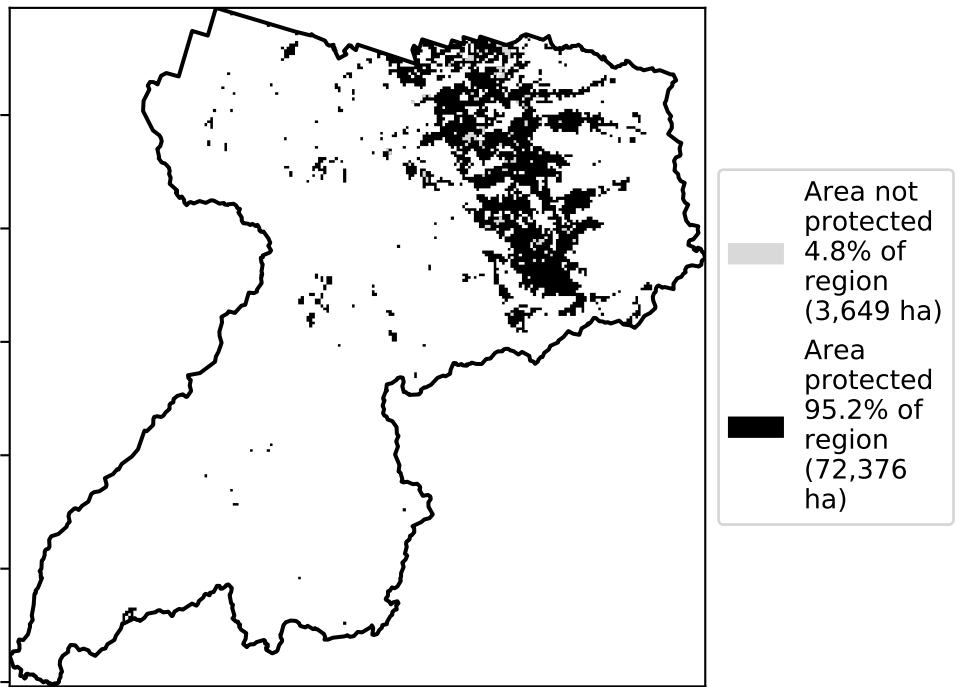 Area not
protected
4.8% of
region
(3,649 ha)
Area
protected
95.2% of
region
(72,376
ha)